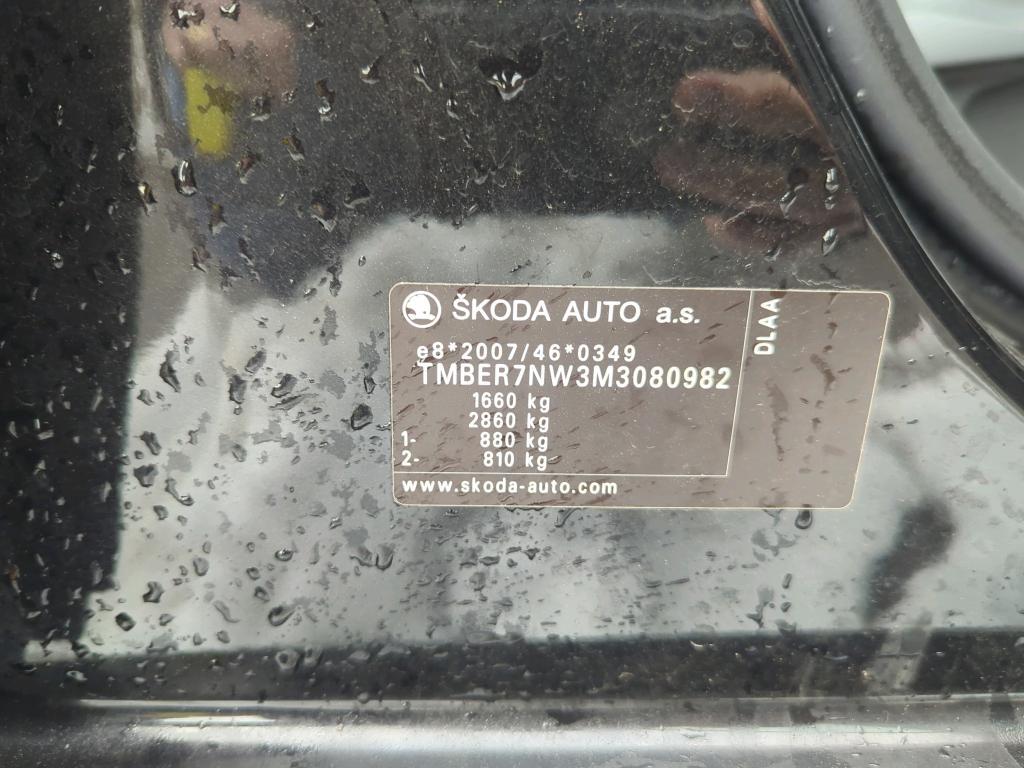 ŠKODA AUTO a.s.
e8*2007/46*0349
TMBER7NW3M3080982
1660 kg
2860 kg
1- 880 kg
2- 810 kg
www.skoda-auto.com
DLAA